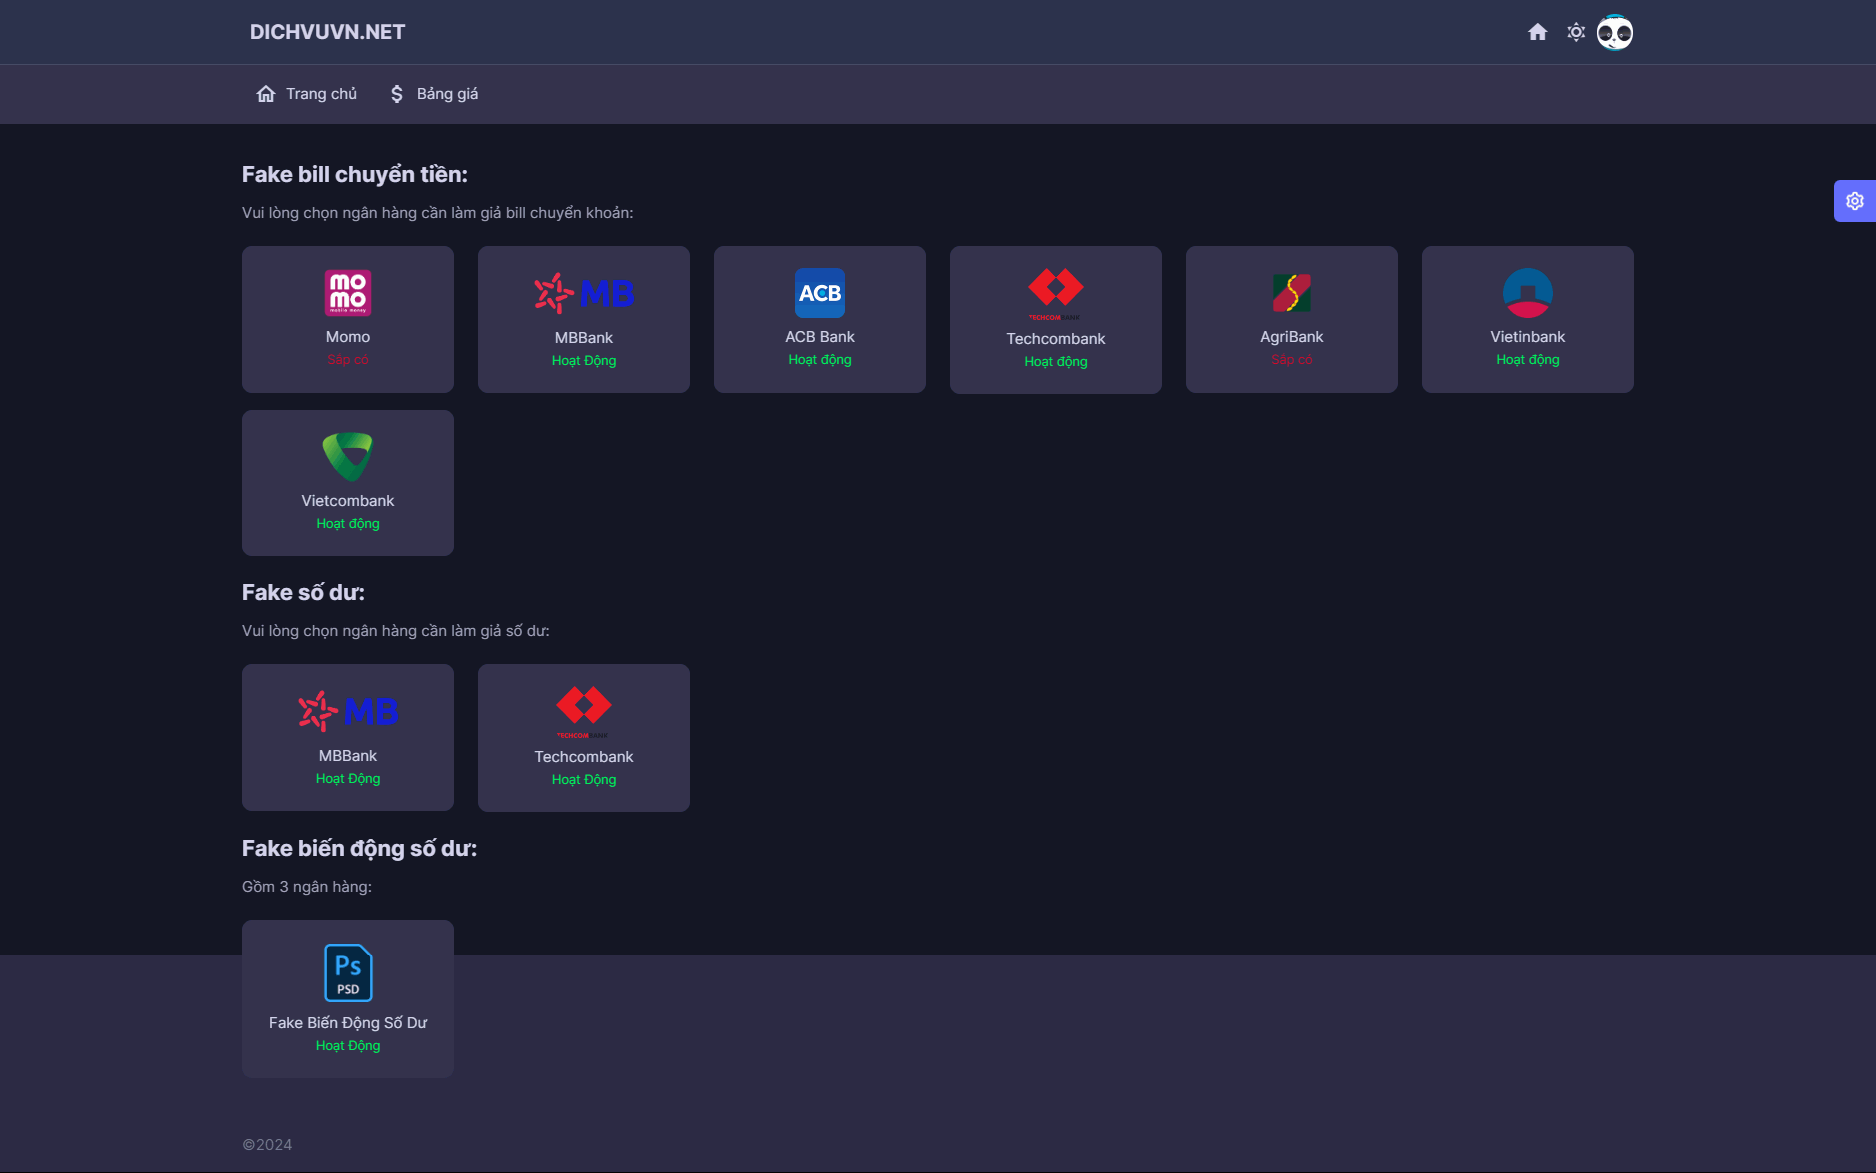 DICHVUVN.NET
Trang chủ
Bảng giá
Fake bill chuyển tiền:
Vui lòng chọn ngân hàng cần làm giả bill chuyển khoản:
mo
mo
mobile money
Momo
Sắp có
MB
MBBank
Hoạt Động
ACB
ACB Bank
Hoạt động
TECHCOMBANK
Techcombank
Hoạt động
AgriBank
Sắp có
Vietinbank
Hoạt động
Vietcombank
Hoạt động
Fake số dư:
Vui lòng chọn ngân hàng cần làm giả số dư:
MB
MBBank
Hoạt Động
TECHCOMBANK
Techcombank
Hoạt Động
Fake biến động số dư:
Gồm 3 ngân hàng:
Ps
PSD
Fake Biến Động Số Dư
Hoạt Động
©2024